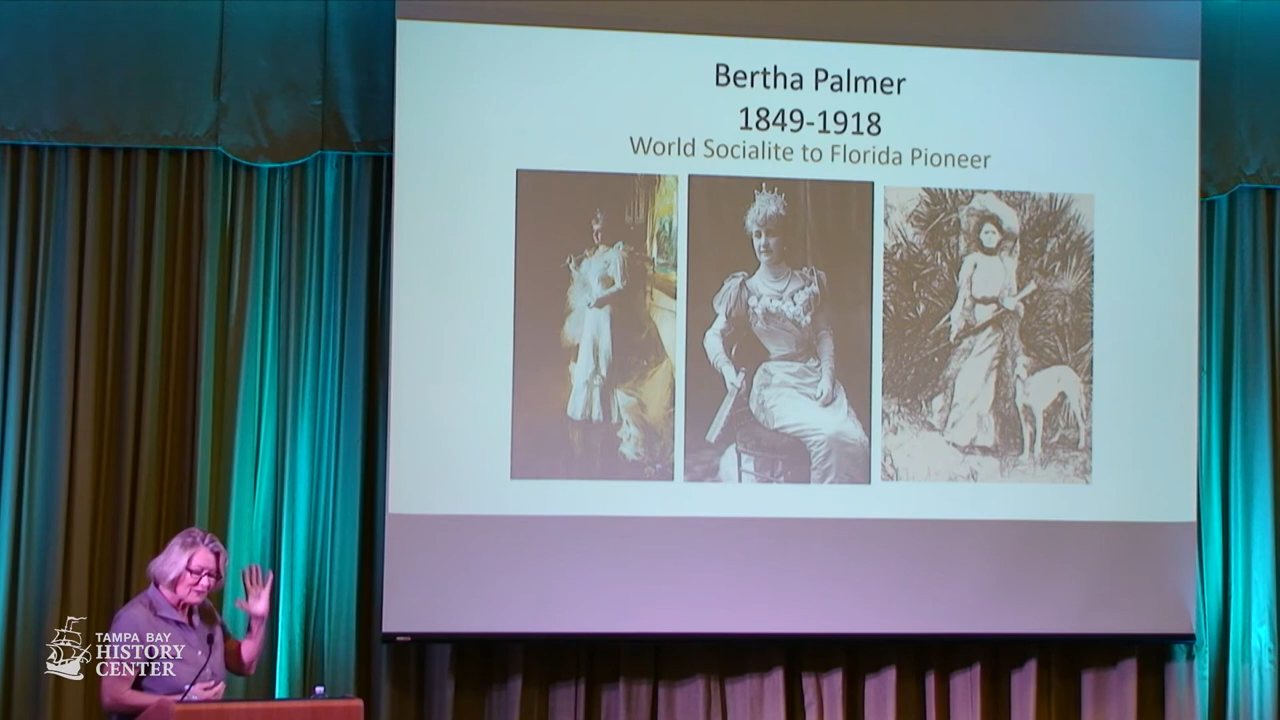 Bertha Palmer
1849-1918
World Socialite to Florida Pioneer
TAMPA BAY
HISTORY
CENTER